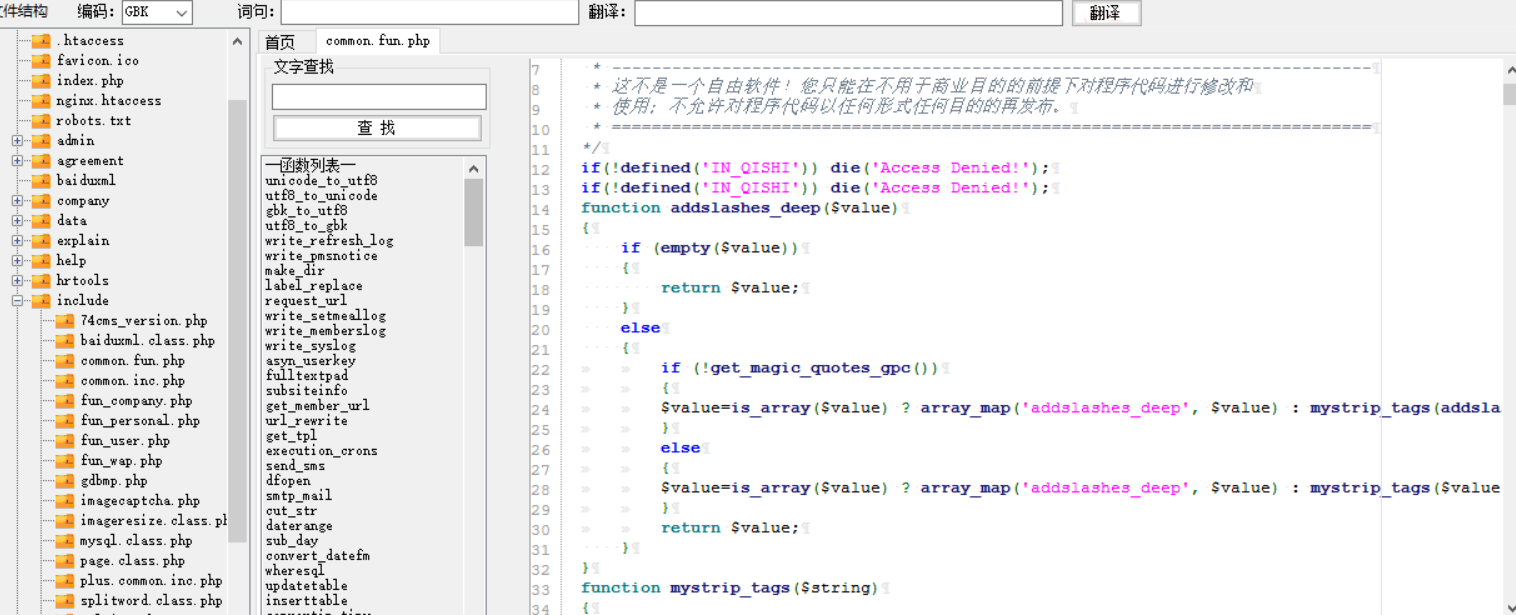 件结构 编码: GBK 词句: 翻译: 翻译
.htaccess
favicon.ico
index.php
nginx.htaccess
robots.txt
admin
agreement
baiduxml
company
data
explain
help
hrtools
include
74cms_version.php
baiduxml.class.php
common.fun.php
common.inc.php
fun_company.php
fun_personal.php
fun_user.php
fun_wap.php
gdbmp.php
imagecaptcha.php
imageresize.class.ph
mysql.class.php
page.class.php
plus.common.inc.php
splitword.class.php
首页 common.fun.php
文字查找
查 找
—函数列表—
unicode_to_utf8
utf8_to_unicode
gbk_to_utf8
utf8_to_gbk
write_refresh_log
write_pmsnotice
make_dir
label_replace
request_url
write_setmeallog
write_memberslog
write_syslog
asyn_userkey
fulltextpad
subsiteinfo
get_member_url
url_rewrite
get_tpl
execution_crons
send_sms
dfopen
smtp_mail
cut_str
daterange
sub_day
convert_datefm
wheresql
updatetable
inserttable
7 * ----------------------------------------------------------------------------
8 * 这不是一个自由软件！您只能在不用于商业目的的前提下对程序代码进行修改和
9 * 使用；不允许对程序代码以任何形式任何目的的再发布。
10 * ============================================================================
11 */
12 if(!defined('IN_QISHI')) die('Access Denied!');
13 if(!defined('IN_QISHI')) die('Access Denied!');
14 function addslashes_deep($value)
15 {
16 if (empty($value))
17 {
18 return $value;
19 }
20 else
21 {
22 if (!get_magic_quotes_gpc())
23 {
24 $value=is_array($value) ? array_map('addslashes_deep', $value) : mystrip_tags(addsla
25 }
26 else
27 {
28 $value=is_array($value) ? array_map('addslashes_deep', $value) : mystrip_tags($value
29 }
30 return $value;
31 }
32 }
33 function mystrip_tags($string)
34 {